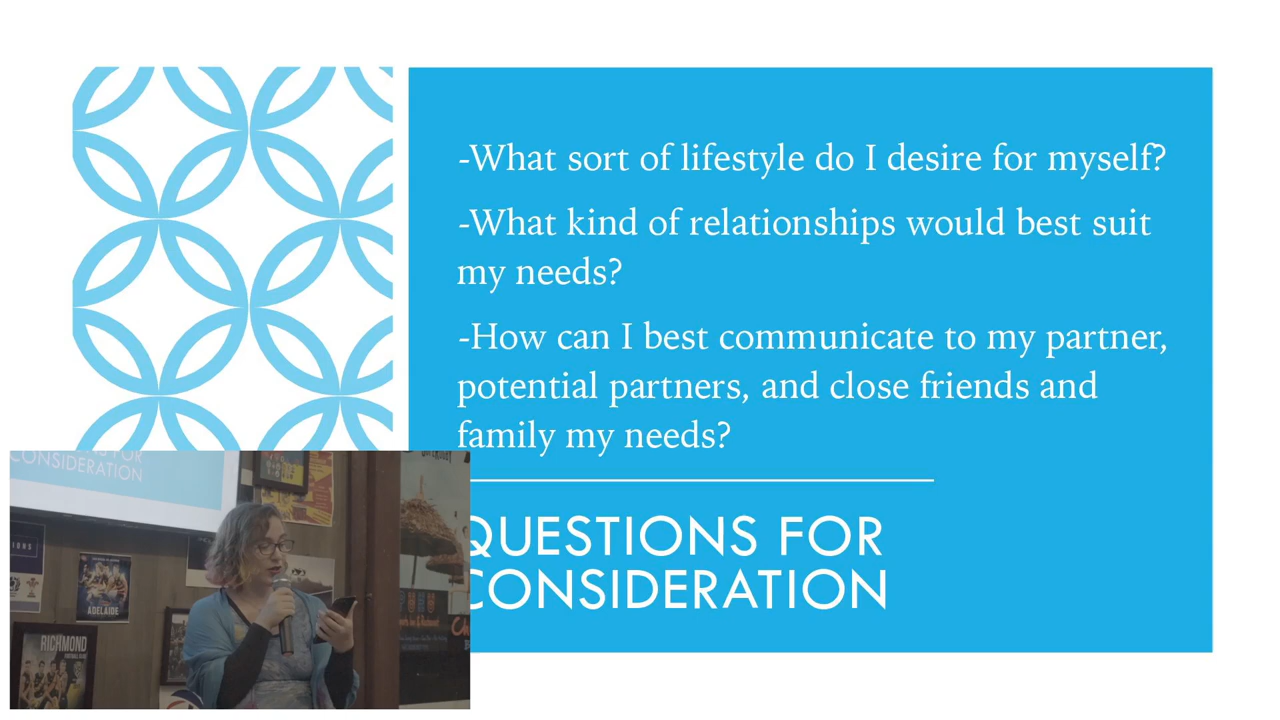 -What sort of lifestyle do I desire for myself?
-What kind of relationships would best suit
my needs?
-How can I best communicate to my partner,
potential partners, and close friends and
family my needs?
QUESTIONS FOR
CONSIDERATION
CONSIDERATION
ADELAIDE
RICHMOND